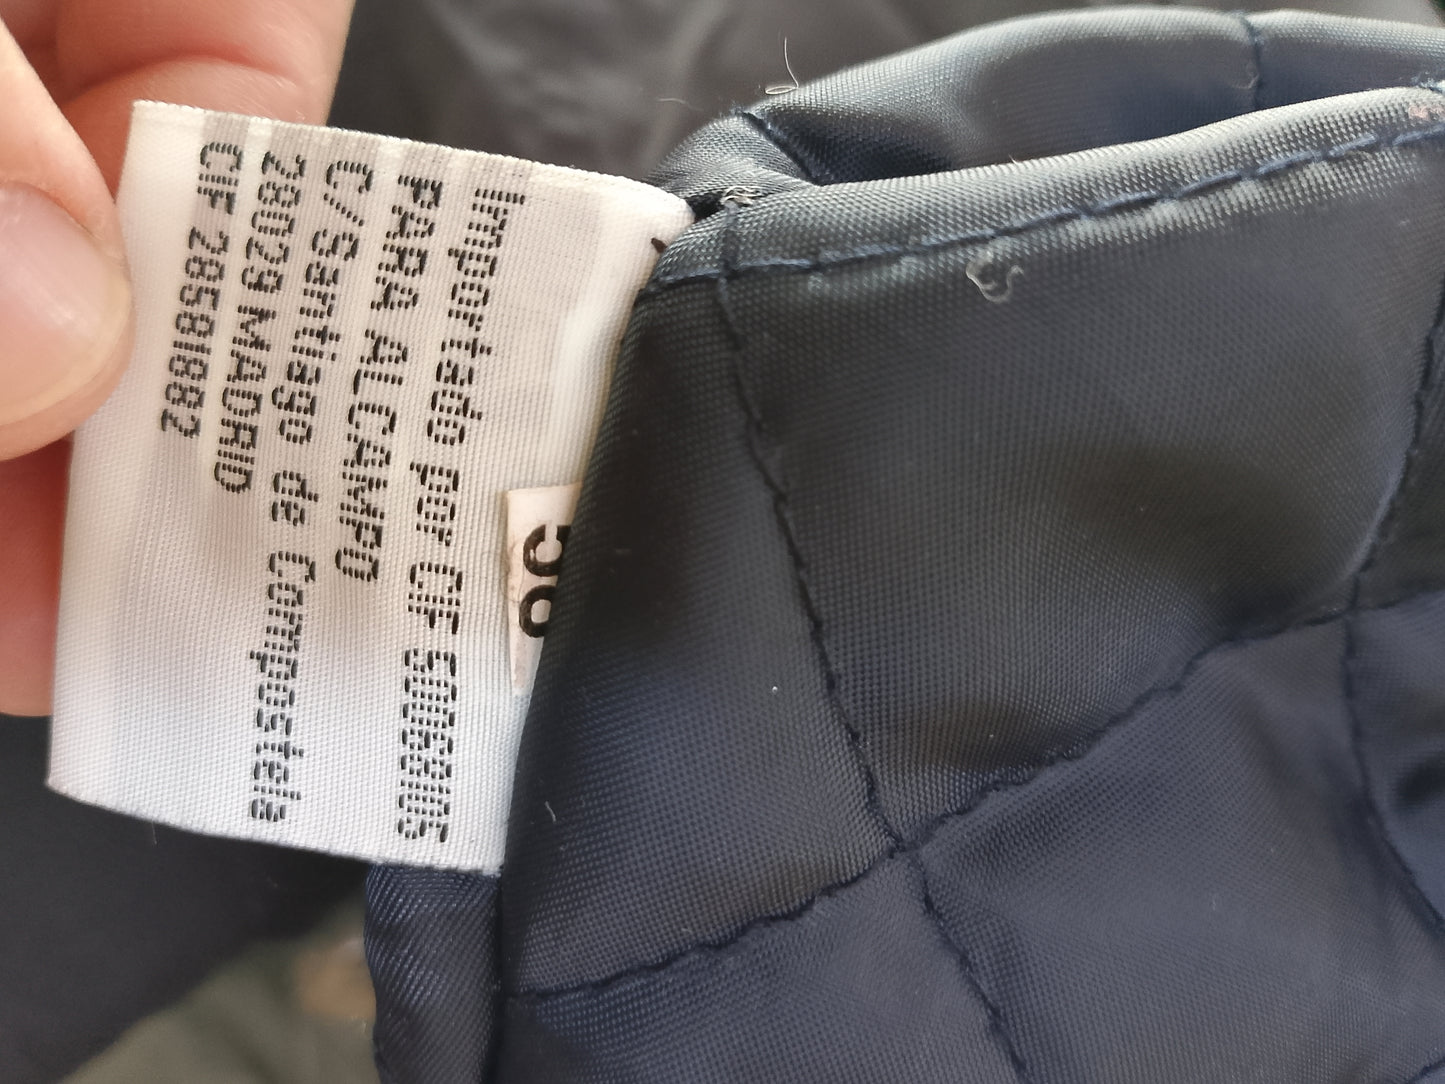 Importado por CIF
PARA ALCAMPO
C/Santiago de Compostela
28029 MADRID
CIF 28581882